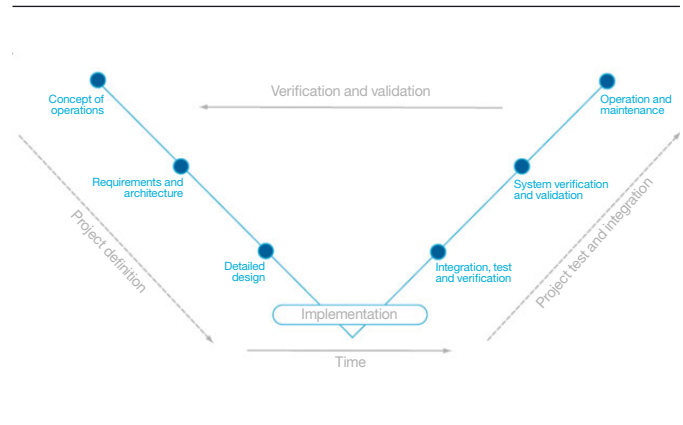 Verification and validation
Concept of
operations
Operation and
maintenance
Requirements and
architecture
System verification
and validation
Project definition
Project test and integration
Detailed
design
Integration, test
and verification
Implementation
Time